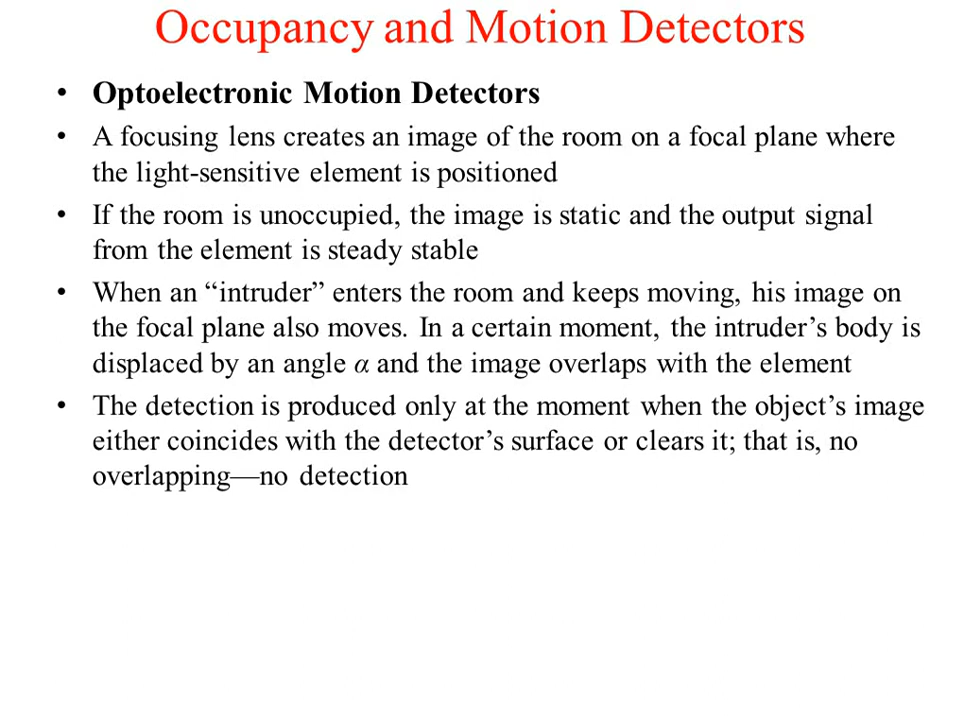 Occupancy and Motion Detectors
• Optoelectronic Motion Detectors
• A focusing lens creates an image of the room on a focal plane where
the light-sensitive element is positioned
• If the room is unoccupied, the image is static and the output signal
from the element is steady stable
• When an “intruder” enters the room and keeps moving, his image on
the focal plane also moves. In a certain moment, the intruder’s body is
displaced by an angle α and the image overlaps with the element
• The detection is produced only at the moment when the object’s image
either coincides with the detector’s surface or clears it; that is, no
overlapping—no detection